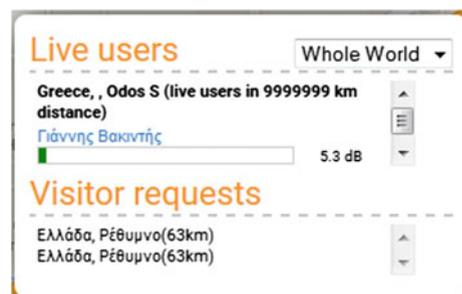 Live users
Whole World
Greece, , Odos S (live users in 9999999 km
distance)
Γιάννης Βακιντής
5.3 dB
Visitor requests
Ελλάδα, Ρέθυμνο(63km)
Ελλάδα, Ρέθυμνο(63km)